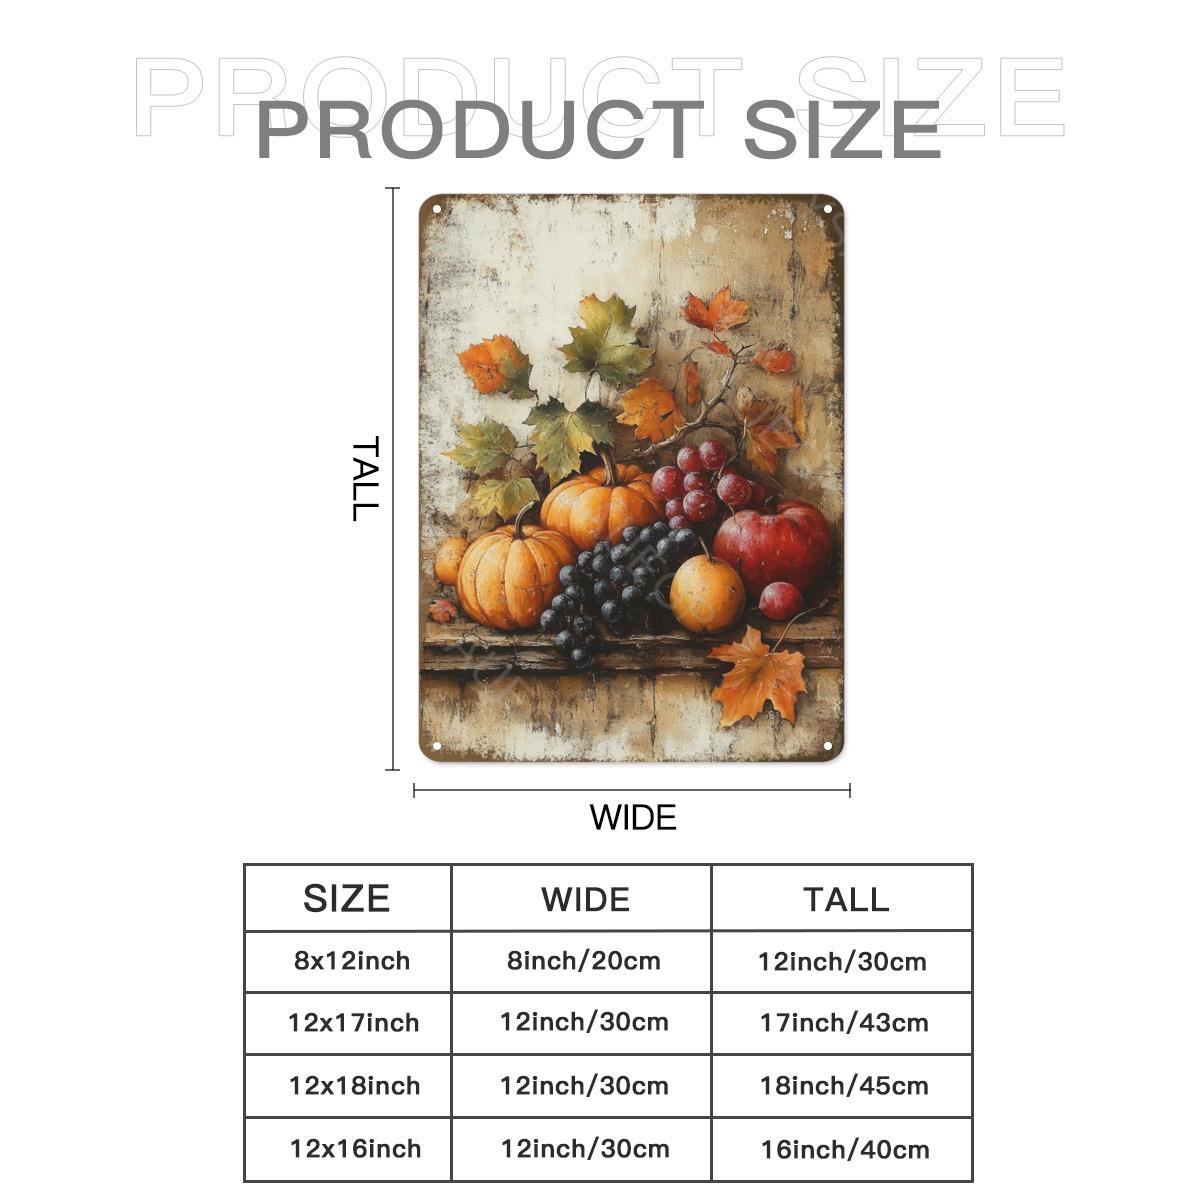 PRODUCT SIZE
PRODUCT SIZE
TALL
WIDE
SIZE WIDE TALL
8x12inch 8inch/20cm 12inch/30cm
12x17inch 12inch/30cm 17inch/43cm
12x18inch 12inch/30cm 18inch/45cm
12x16inch 12inch/30cm 16inch/40cm